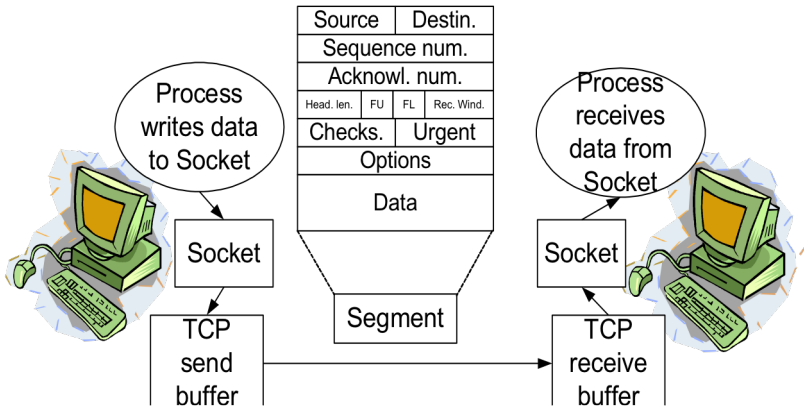 Source Destin.
Sequence num.
Acknowl. num.
Head. len. FU FL Rec. Wind.
Checks. Urgent
Options
Data
Segment
Process
writes data
to Socket
Socket
TCP
send
buffer
Process
receives
data from
Socket
Socket
TCP
receive
buffer